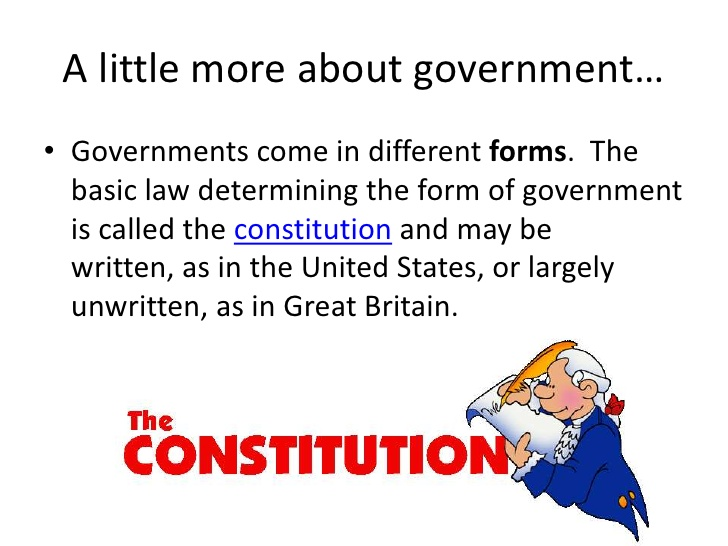 A little more about government…
• Governments come in different forms.  The
basic law determining the form of government
is called the constitution and may be
written, as in the United States, or largely
unwritten, as in Great Britain.
The
CONSTITUTION